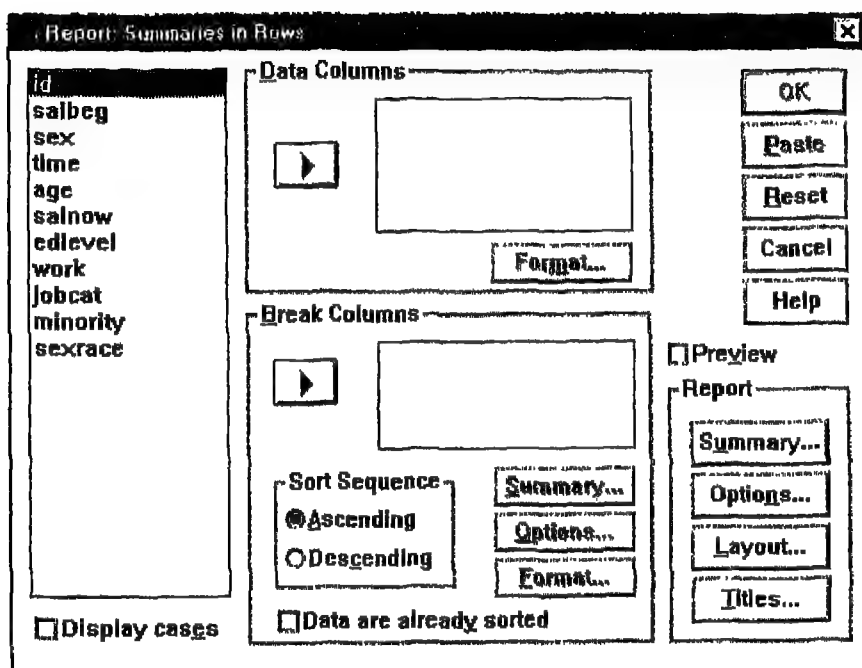 Report: Summaries in Rows
id
salbeg
sex
time
age
salnow
edlevel
work
jobcat
minority
sexrace
Display cases
Data Columns
Format...
Break Columns
Sort Sequence
Ascending
Descending
Summary...
Options...
Format...
Data are already sorted
OK
Paste
Reset
Cancel
Help
Preview
Report
Summary...
Options...
Layout...
Titles...